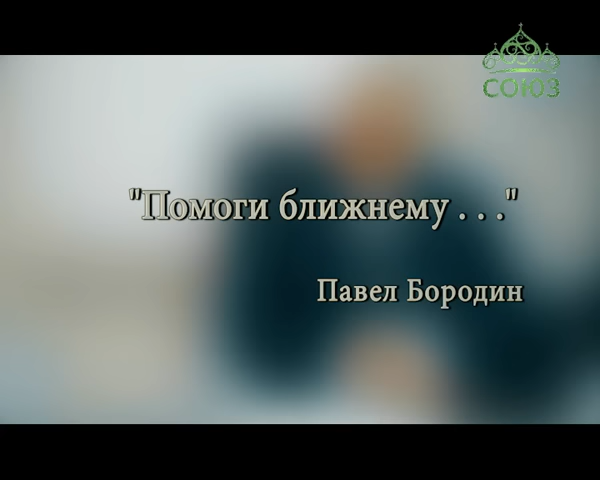 СОЮЗ
"Помоги ближнему . . ."
Павел Бородин